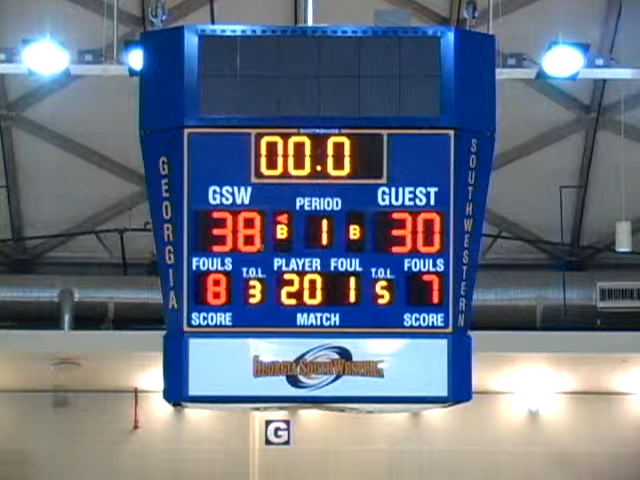 DAKTRONICS
00.0
GEORGIA
SOUTHWESTERN
GSW PERIOD GUEST
38 B 1 B 30
FOULS T.O.L. PLAYER FOUL T.O.L. FOULS
8 3 20 1 5 7
SCORE MATCH SCORE
GEORGIA SOUTHWESTERN
G